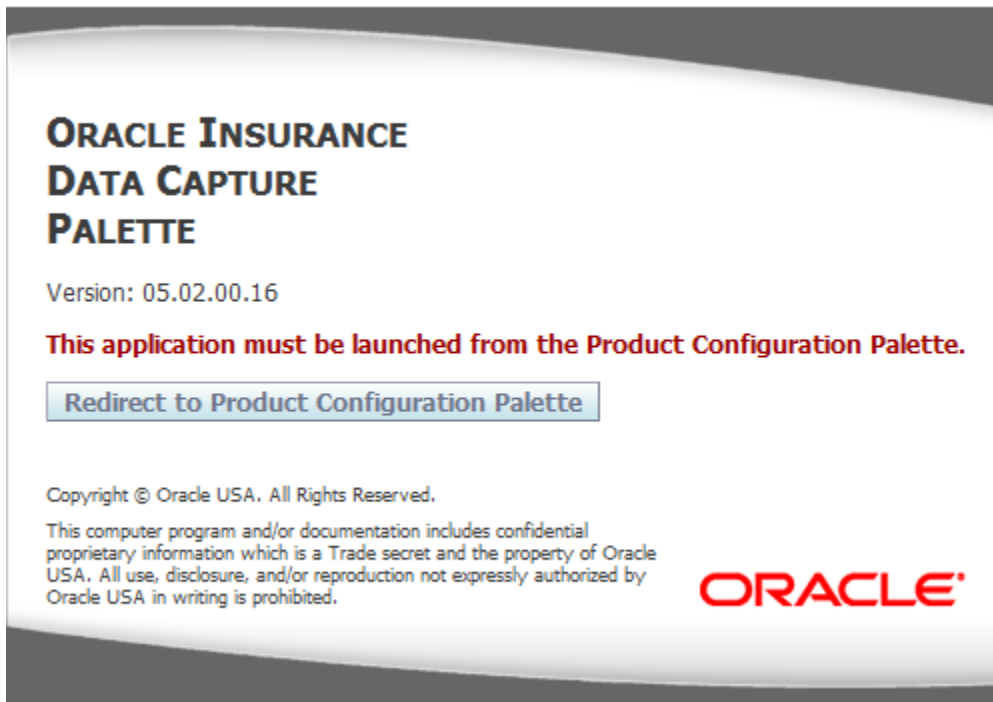 ORACLE INSURANCE
DATA CAPTURE
PALETTE
Version: 05.02.00.16
This application must be launched from the Product Configuration Palette.
Redirect to Product Configuration Palette
Copyright © Oracle USA. All Rights Reserved.
This computer program and/or documentation includes confidential
proprietary information which is a Trade secret and the property of Oracle
USA. All use, disclosure, and/or reproduction not expressly authorized by
Oracle USA in writing is prohibited.
ORACLE